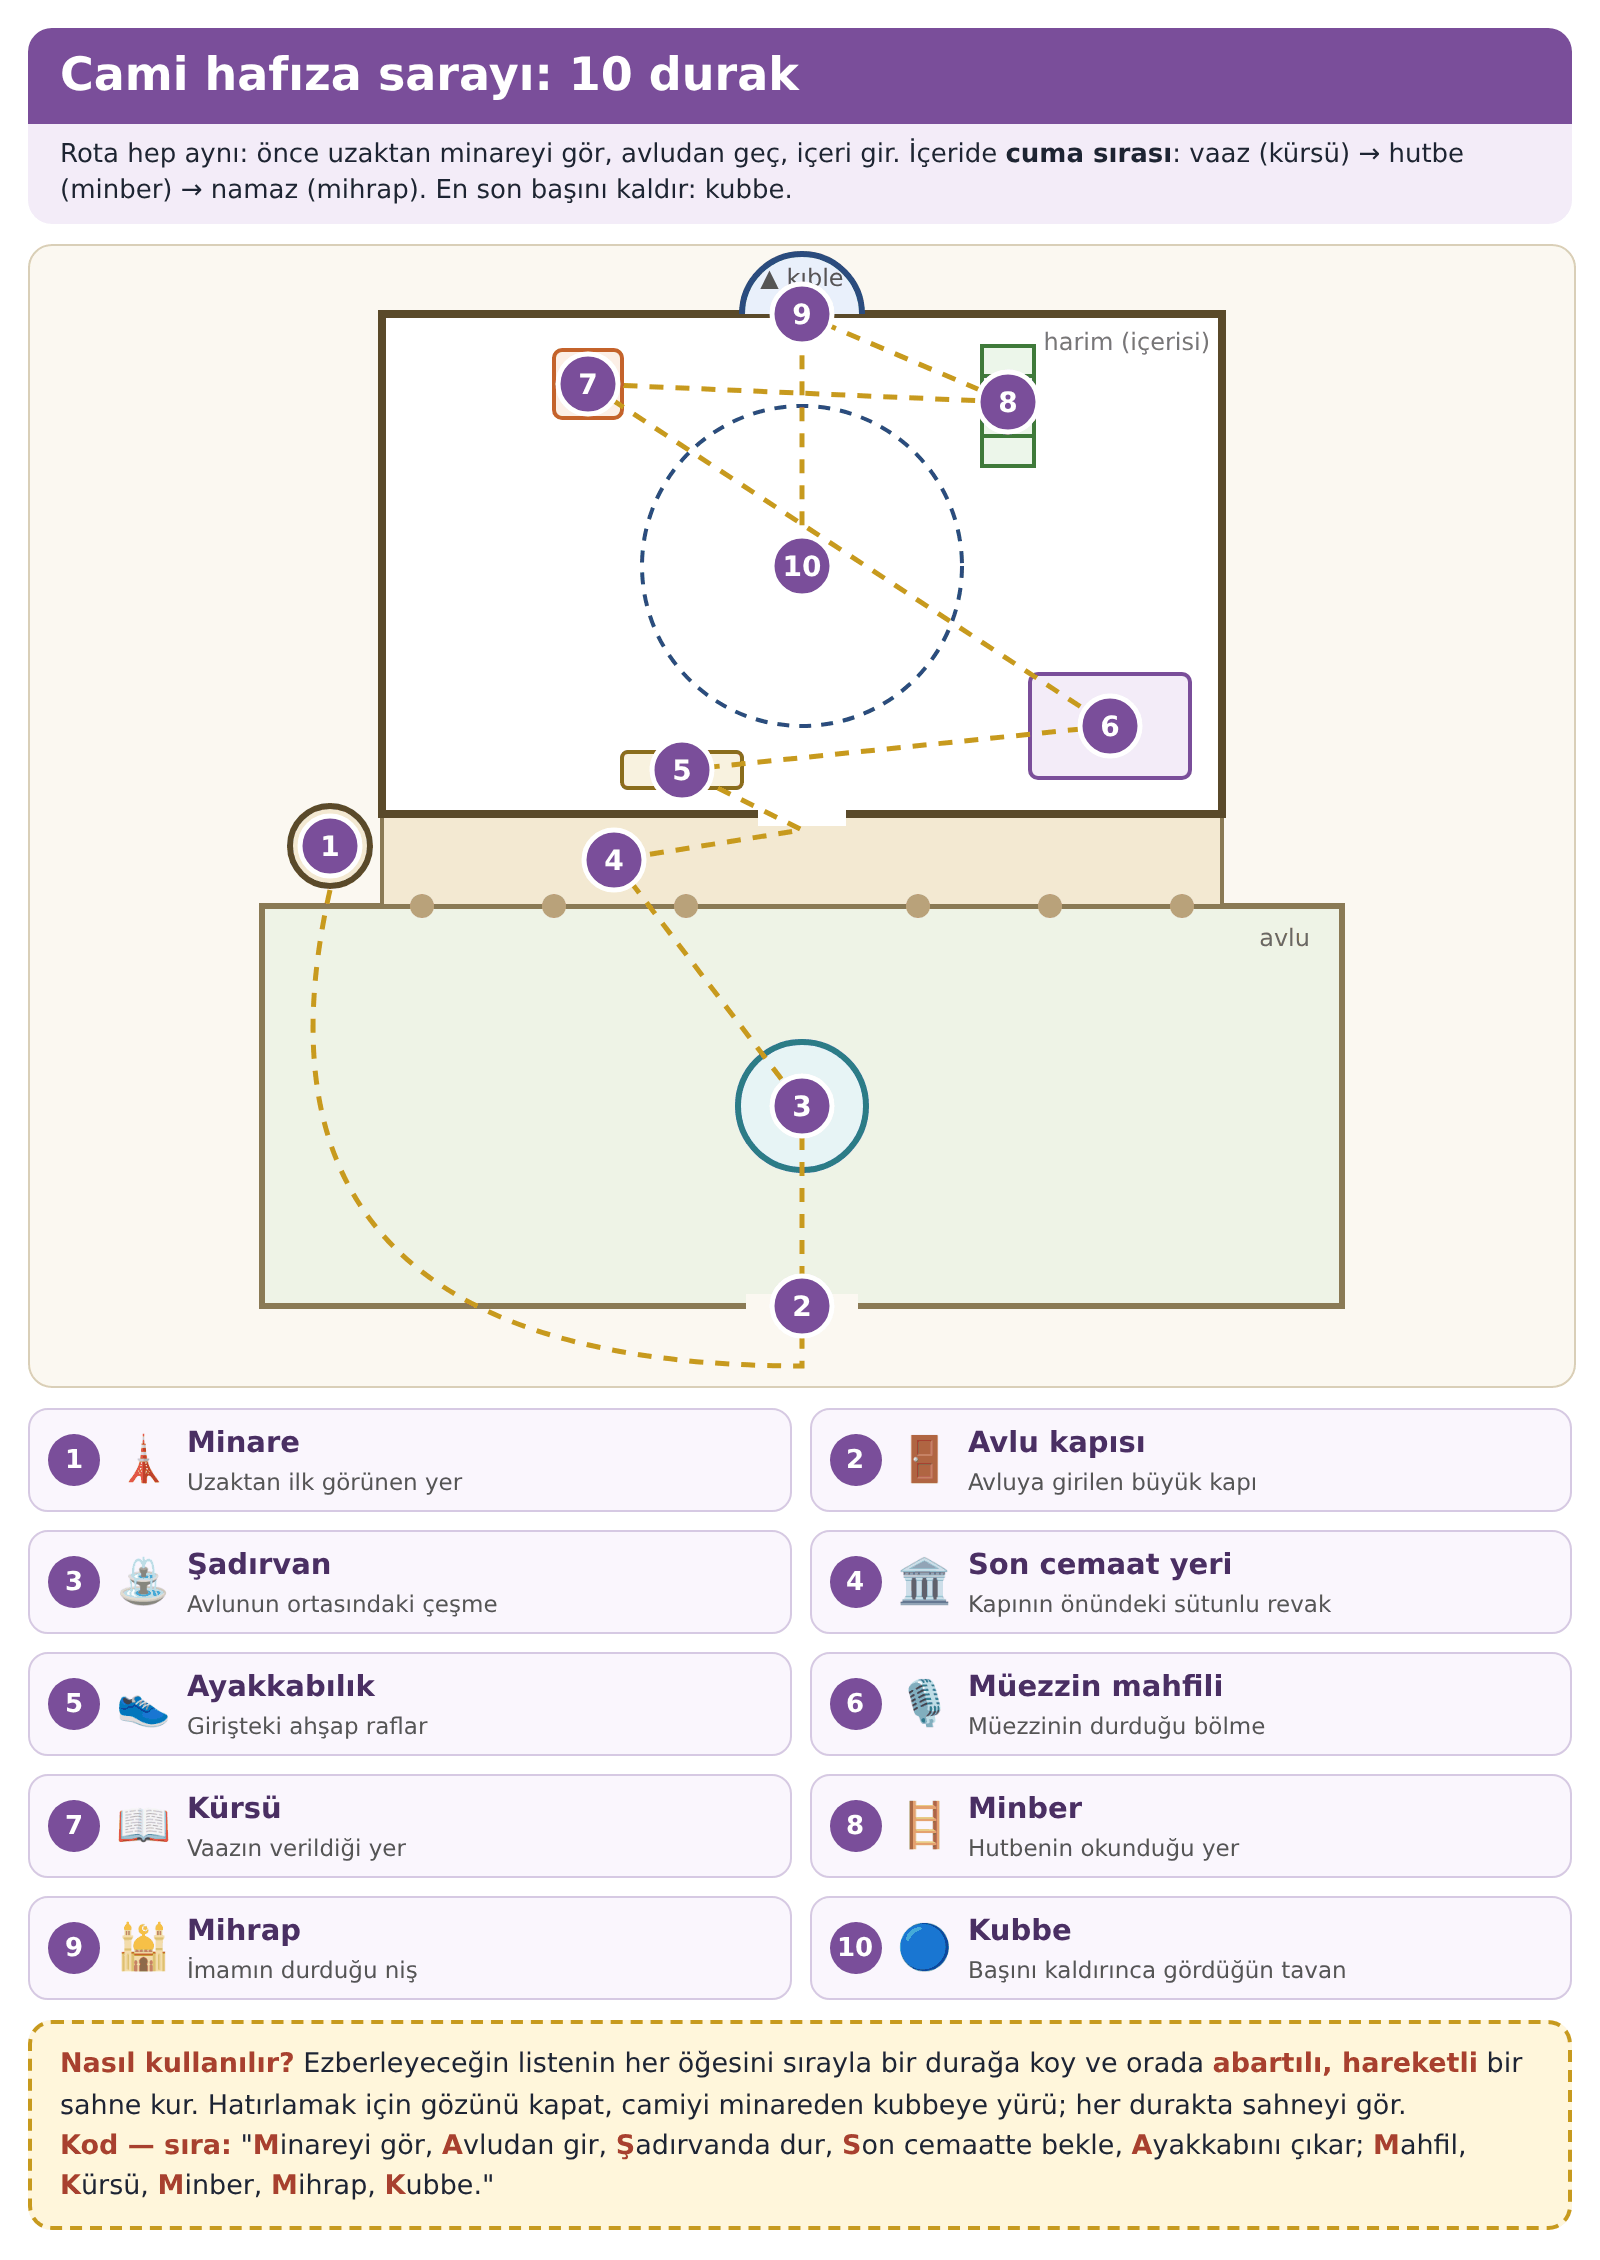 Cami hafıza sarayı: 10 durak
Rota hep aynı: önce uzaktan minareyi gör, avludan geç, içeri gir. İçeride cuma sırası: vaaz (kürsü) → hutbe
(minber) → namaz (mihrap). En son başını kaldır: kubbe.
▲ kıble
9
harim (içerisi)
7
8
10
6
5
1
4
avlu
3
2
1
Minare
Uzaktan ilk görünen yer
2
Avlu kapısı
Avluya girilen büyük kapı
3
Şadırvan
Avlunun ortasındaki çeşme
4
Son cemaat yeri
Kapının önündeki sütunlu revak
5
Ayakkabılık
Girişteki ahşap raflar
6
Müezzin mahfili
Müezzinin durduğu bölme
7
Kürsü
Vaazın verildiği yer
8
Minber
Hutbenin okunduğu yer
9
Mihrap
İmamın durduğu niş
10
Kubbe
Başını kaldırınca gördüğün tavan
Nasıl kullanılır? Ezberleyeceğin listenin her öğesini sırayla bir durağa koy ve orada abartılı, hareketli bir
sahne kur. Hatırlamak için gözünü kapat, camiyi minareden kubbeye yürü; her durakta sahneyi gör.
Kod — sıra: "Minareyi gör, Avludan gir, Şadırvanda dur, Son cemaatte bekle, Ayakkabını çıkar; Mahfil,
Kürsü, Minber, Mihrap, Kubbe."